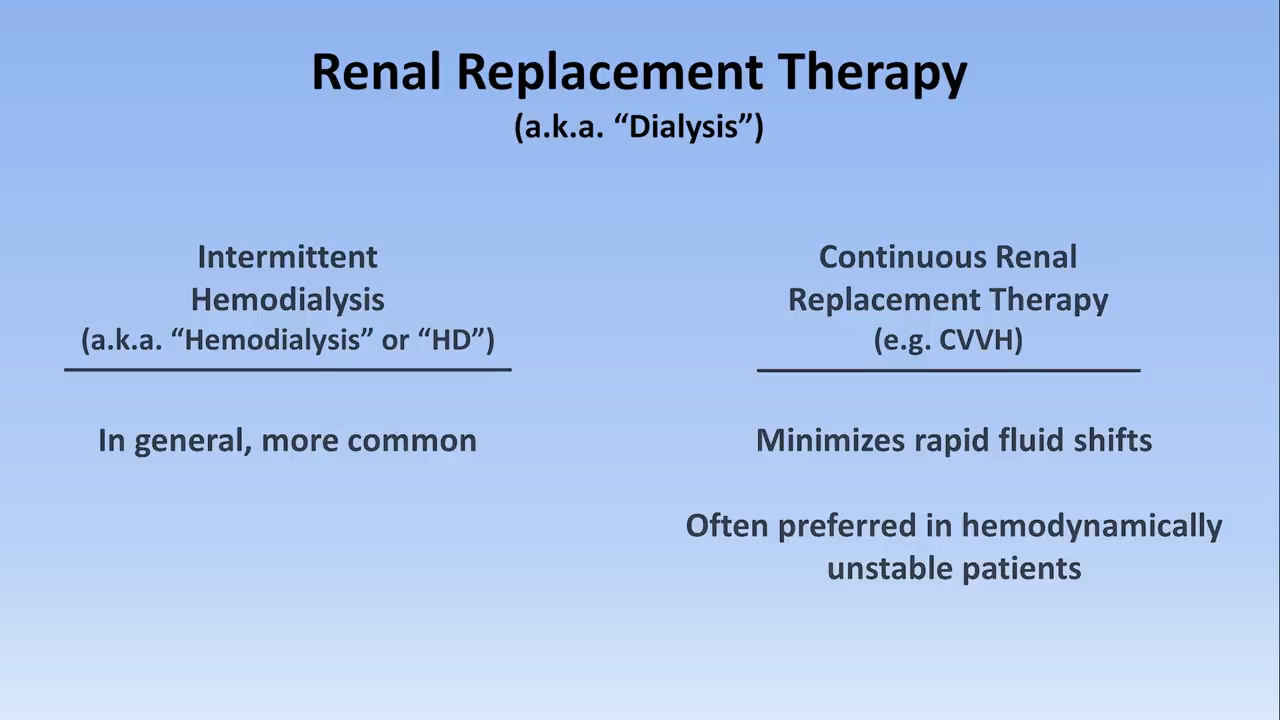 Renal Replacement Therapy
(a.k.a. “Dialysis”)
Intermittent
Hemodialysis
(a.k.a. “Hemodialysis” or “HD”)
In general, more common
Continuous Renal
Replacement Therapy
(e.g. CVVH)
Minimizes rapid fluid shifts
Often preferred in hemodynamically
unstable patients